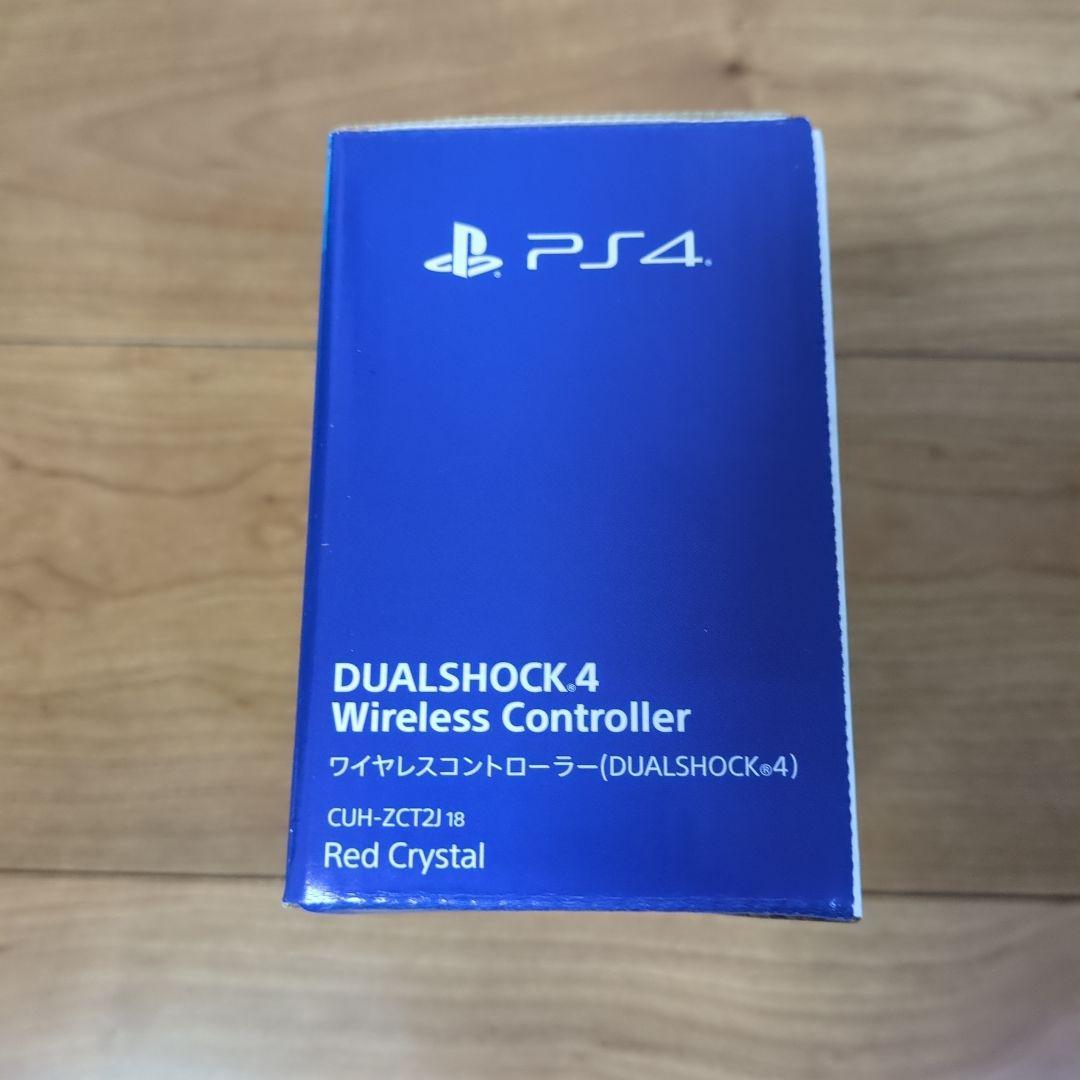 PS4®
DUALSHOCK®4
Wireless Controller
ワイヤレスコントローラー(DUALSHOCK®4)
CUH-ZCT2J 18
Red Crystal